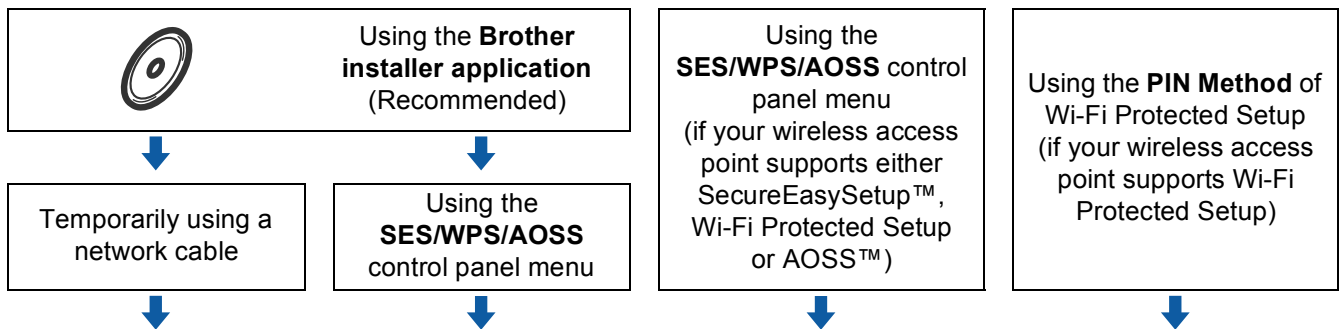 Using the Brother
installer application
(Recommended)
Temporarily using a
network cable
Using the
SES/WPS/AOSS
control panel menu
Using the
SES/WPS/AOSS control
panel menu
(if your wireless access
point supports either
SecureEasySetup™,
Wi-Fi Protected Setup
or AOSS™)
Using the PIN Method of
Wi-Fi Protected Setup
(if your wireless access
point supports Wi-Fi
Protected Setup)